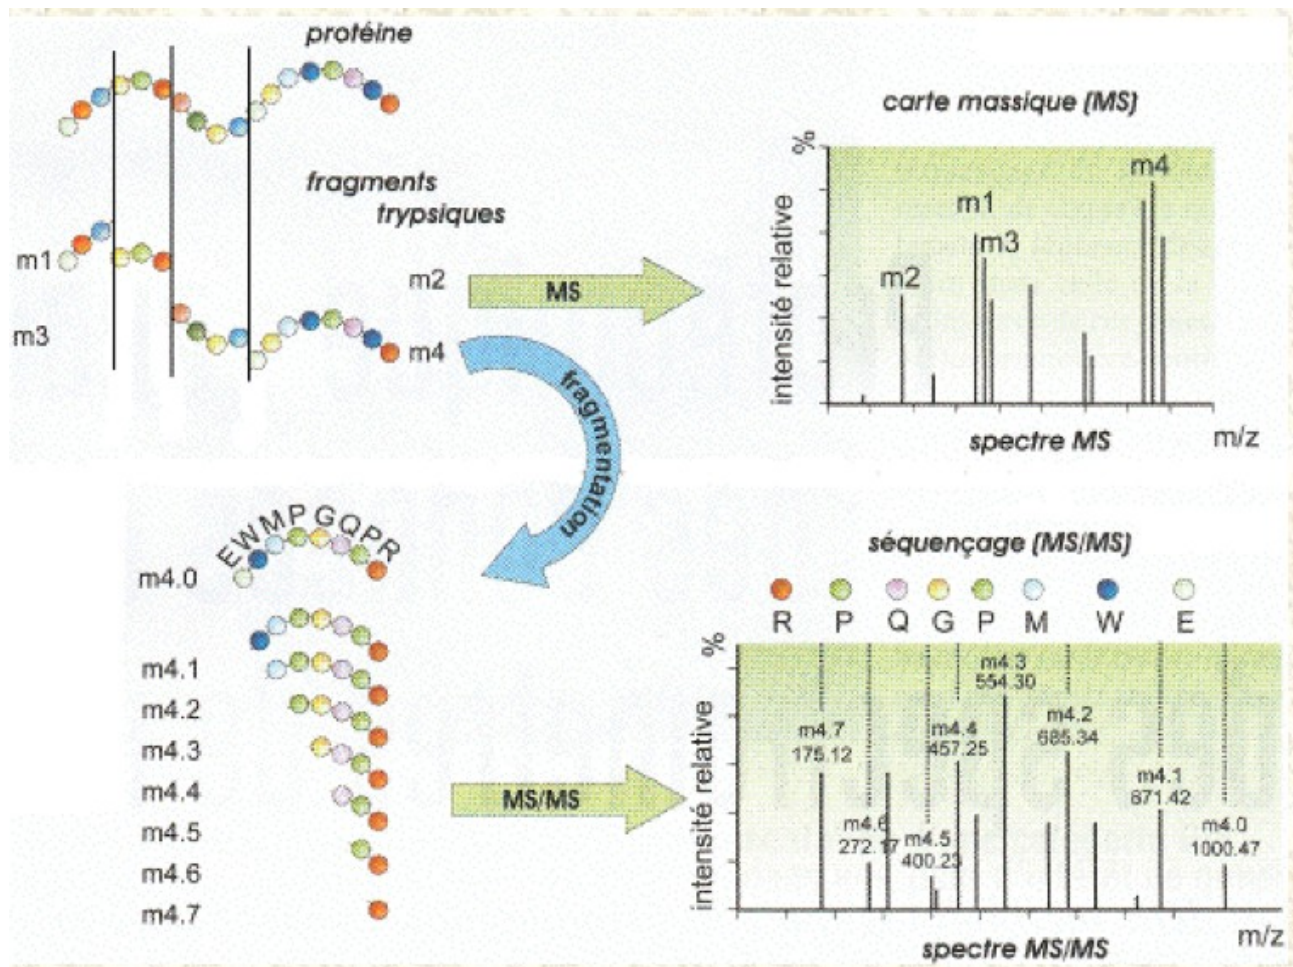 protéine
fragments
trypsiques
m1
m3
m2
m4
MS
fragmentation
carte massique (MS)
%
intensité relative
m1
m2
m3
m4
spectre MS
m/z
EWMPGQPR
m4.0
m4.1
m4.2
m4.3
m4.4
m4.5
m4.6
m4.7
MS/MS
séquençage (MS/MS)
R P Q G P M W E
%
intensité relative
m4.7
175.12
m4.6
272.17
m4.5
400.23
m4.4
457.25
m4.3
554.30
m4.2
685.34
m4.1
871.42
m4.0
1000.47
spectre MS/MS
m/z